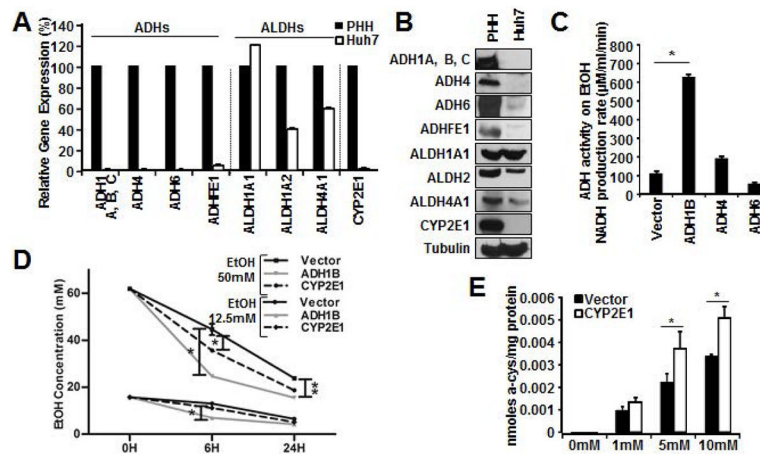 A
ADHs
ALDHs
PHH
Huh7
Relative Gene Expression (%)
140
120
100
80
60
40
20
0
ADH1
A, B, C
ADH4
ADH6
ADHFE1
ALDH1A1
ALDH1A2
ALDH4A1
CYP2E1
B
PHH
Huh7
ADH1A, B, C
ADH4
ADH6
ADHFE1
ALDH1A1
ALDH2
ALDH4A1
CYP2E1
Tubulin
C
ADH activity on EtOH
NADH production rate (µM/ml/min)
800
700
600
500
400
300
200
100
0
*
Vector
ADH1B
ADH4
ADH6
D
EtOH Concentration (mM)
60
40
20
0
EtOH
50mM
Vector
ADH1B
CYP2E1
EtOH
12.5mM
Vector
ADH1B
CYP2E1
*
*
*
*
*
0H
6H
24H
E
nmoles a-cys/mg protein
0.006
0.005
0.004
0.003
0.002
0.001
0
Vector
CYP2E1
*
*
0mM
1mM
5mM
10mM